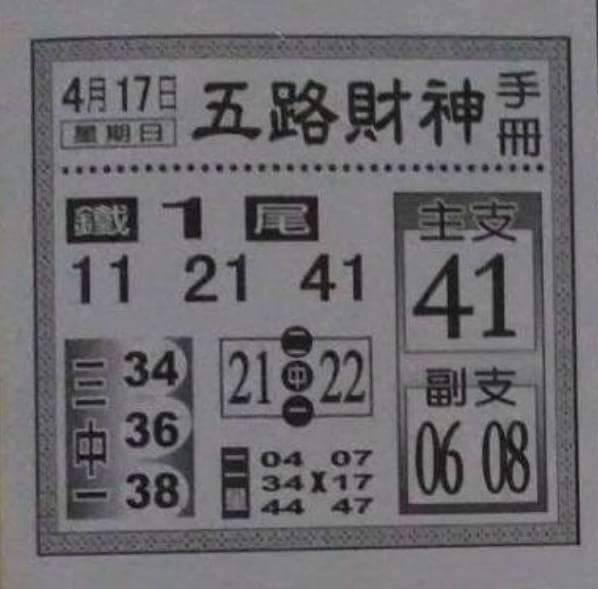 4月17日
星期日
五路財神
手冊
鐵1尾
11 21 41
主支
41
三中一
34
36
38
二中一
21 22
副支
06 08
二
04 07
34 X 17
44 47